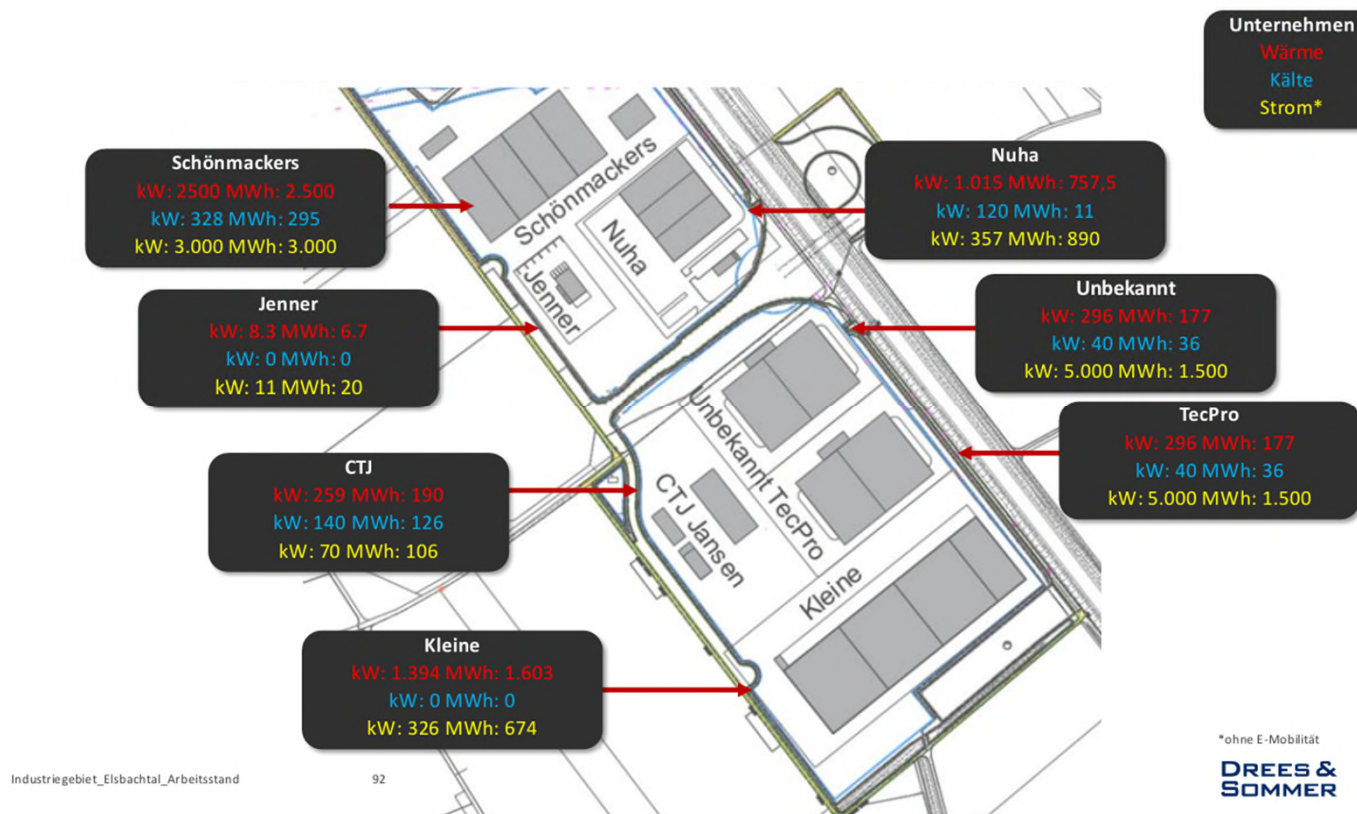 Unternehmen
Wärme
Kälte
Strom*
Schönmackers
kW: 2500 MWh: 2.500
kW: 328 MWh: 295
kW: 3.000 MWh: 3.000
Nuha
kW: 1.015 MWh: 757,5
kW: 120 MWh: 11
kW: 357 MWh: 890
Jenner
kW: 8.3 MWh: 6.7
kW: 0 MWh: 0
kW: 11 MWh: 20
Unbekannt
kW: 296 MWh: 177
kW: 40 MWh: 36
kW: 5.000 MWh: 1.500
TecPro
kW: 296 MWh: 177
kW: 40 MWh: 36
kW: 5.000 MWh: 1.500
CTJ
kW: 259 MWh: 190
kW: 140 MWh: 126
kW: 70 MWh: 106
Kleine
kW: 1.394 MWh: 1.603
kW: 0 MWh: 0
kW: 326 MWh: 674
Schönmackers
Nuha
Jenner
Unbekannt
TecPro
CTJ Jansen
Kleine
*ohne E-Mobilität
Industriegebiet_Elsbachtal_Arbeitsstand
92
DREES &
SOMMER